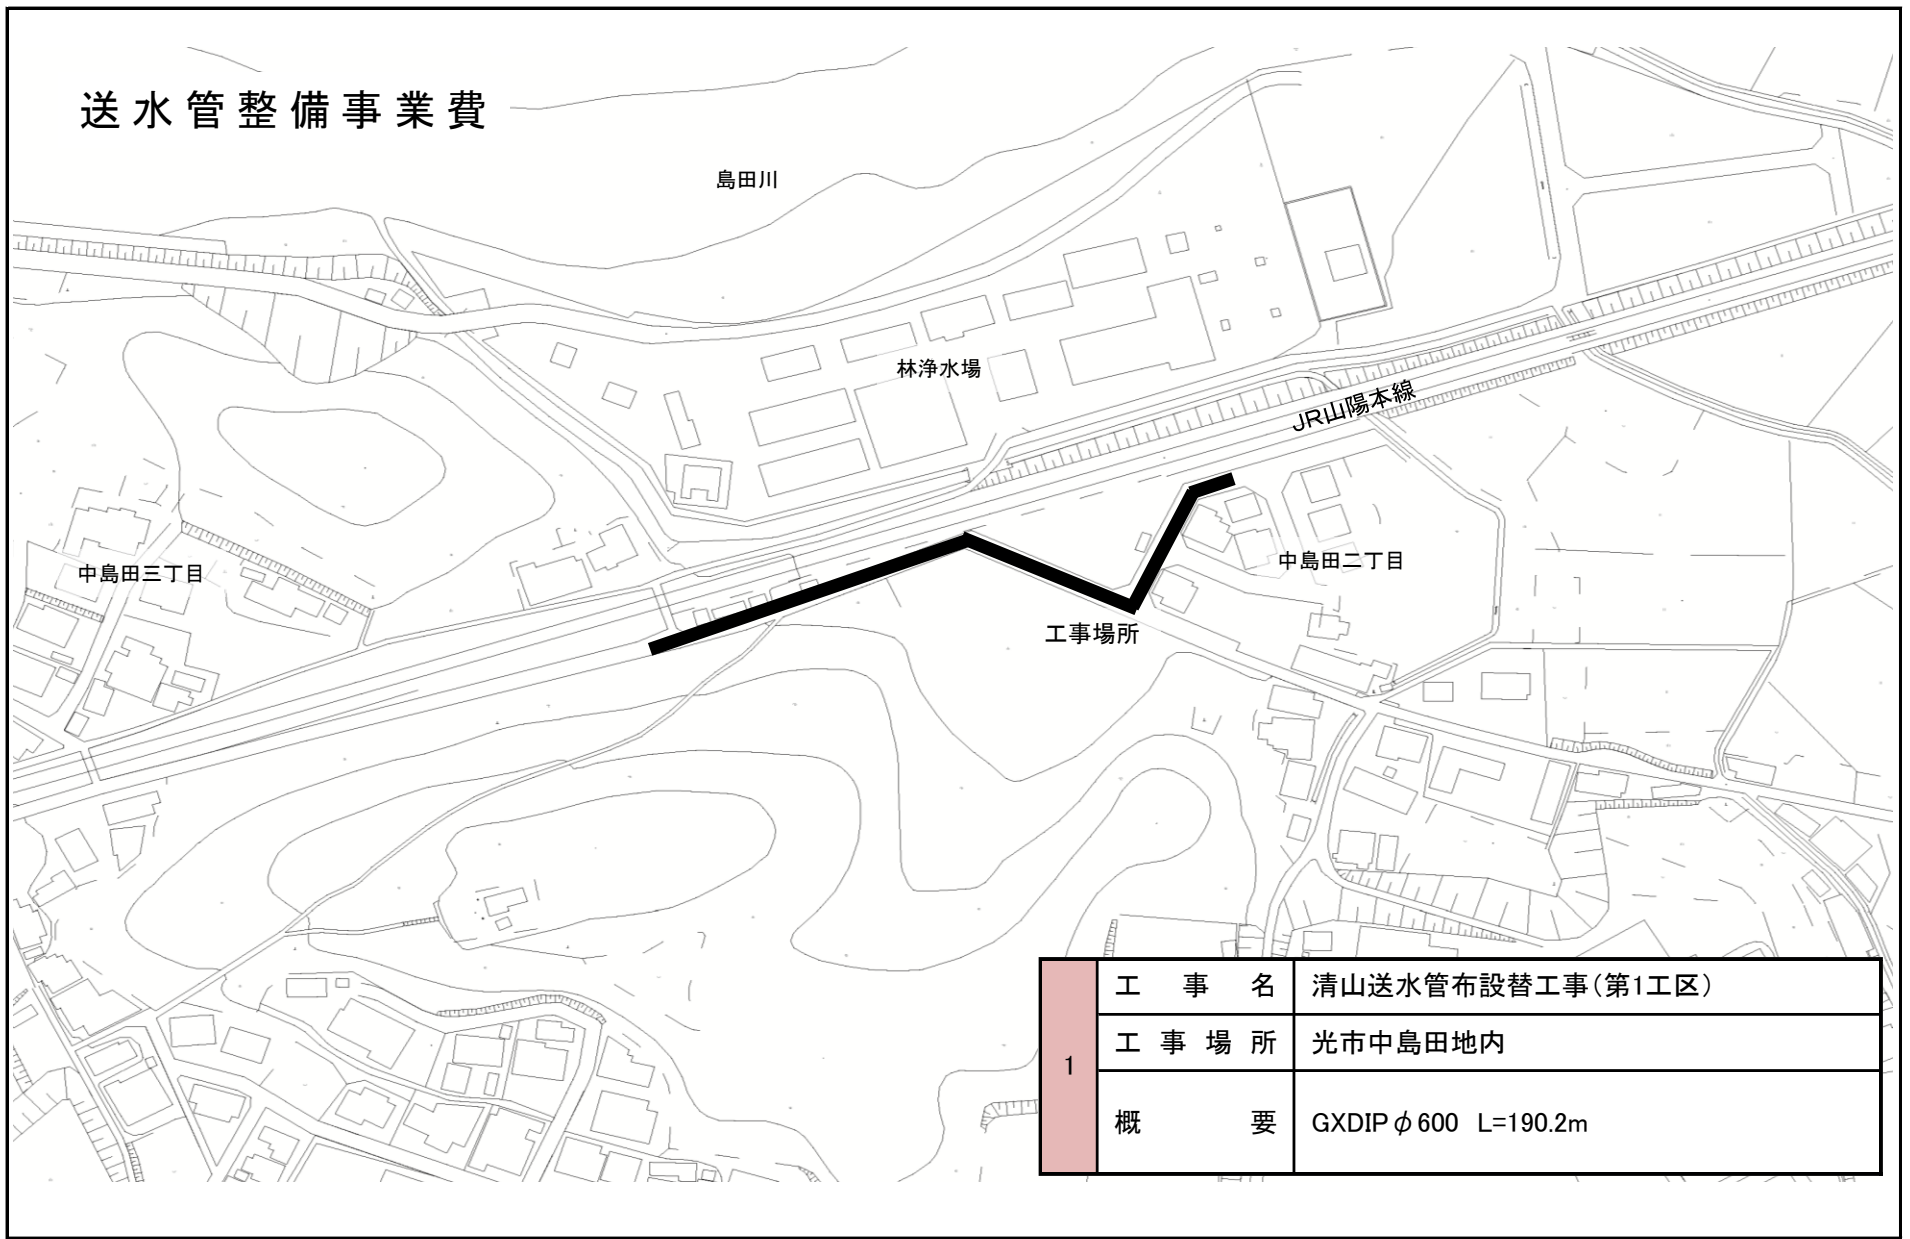 送水管整備事業費
島田川
林浄水場
JR山陽本線
中島田三丁目
中島田二丁目
工事場所
1
工事名 清山送水管布設替工事(第1工区)
工事場所 光市中島田地内
概要 GXDIPφ600 L=190.2m